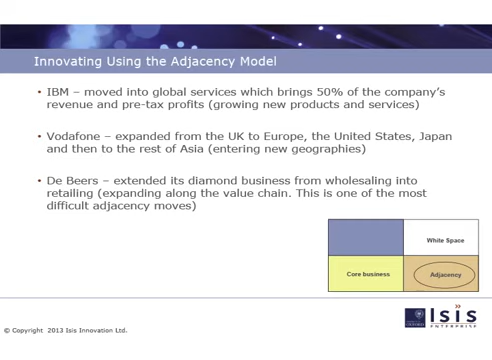 Innovating Using the Adjacency Model
• IBM – moved into global services which brings 50% of the company’s
revenue and pre-tax profits (growing new products and services)
• Vodafone – expanded from the UK to Europe, the United States, Japan
and then to the rest of Asia (entering new geographies)
• De Beers – extended its diamond business from wholesaling into
retailing (expanding along the value chain. This is one of the most
difficult adjacency moves)
White Space
Core business
Adjacency
Isis
ENTERPRISE
© Copyright 2013 Isis Innovation Ltd.